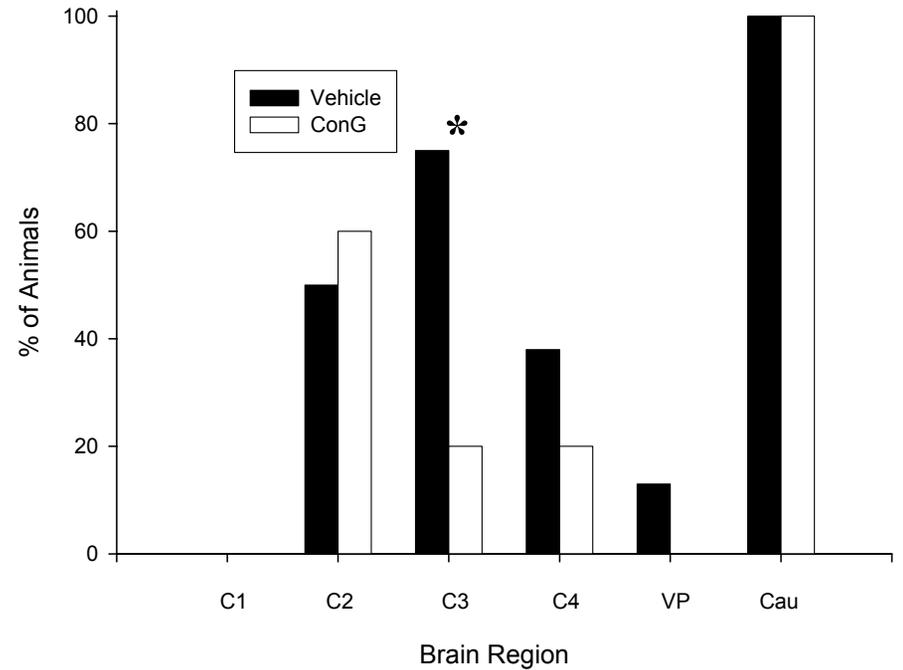 100
80
60
40
20
0
% of Animals
Vehicle
ConG
*
C1 C2 C3 C4 VP Cau
Brain Region